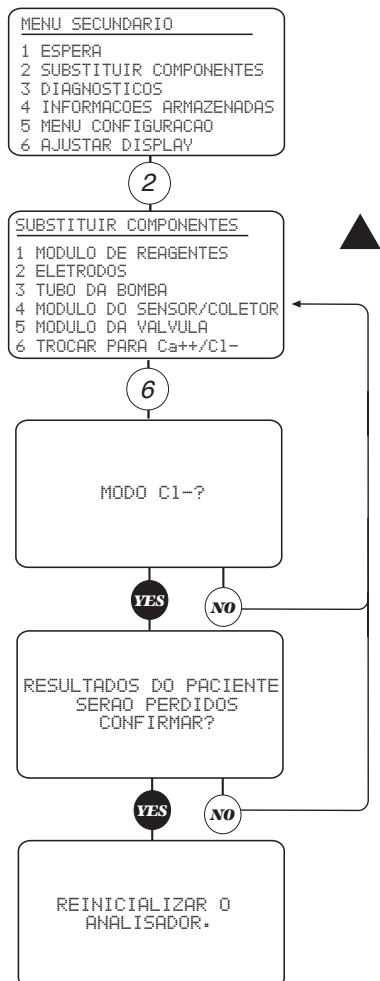 MENU SECUNDARIO
1 ESPERA
2 SUBSTITUIR COMPONENTES
3 DIAGNOSTICOS
4 INFORMACOES ARMAZENADAS
5 MENU CONFIGURACAO
6 AJUSTAR DISPLAY
2
SUBSTITUIR COMPONENTES
1 MODULO DE REAGENTES
2 ELETRODOS
3 TUBO DA BOMBA
4 MODULO DO SENSOR/COLETOR
5 MODULO DA VALVULA
6 TROCAR PARA Ca++/Cl-
6
MODO Cl-?
YES
NO
RESULTADOS DO PACIENTE
SERAO PERDIDOS
CONFIRMAR?
YES
NO
REINICIALIZAR O
ANALISADOR.